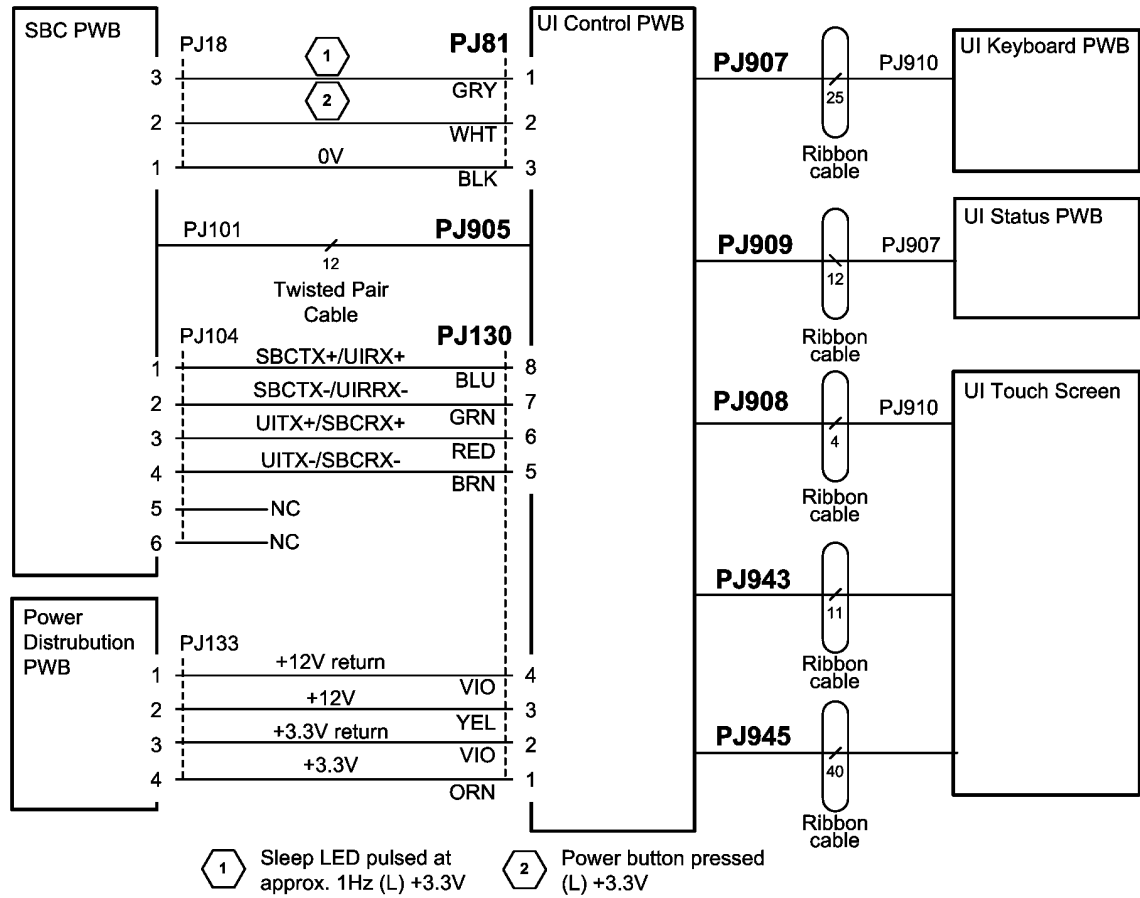 SBC PWB
PJ18
1
PJ81
UI Control PWB
3
GRY
1
2
2
WHT
2
1
0V
BLK
3
PJ101
12
PJ905
Twisted Pair
Cable
PJ104
PJ130
1
SBCTX+/UIRX+
BLU
8
2
SBCTX-/UIRRX-
GRN
7
3
UITX+/SBCRX+
RED
6
4
UITX-/SBCRX-
BRN
5
5
NC
6
NC
Power
Distrubution
PWB
PJ133
1
+12V return
VIO
4
2
+12V
YEL
3
3
+3.3V return
VIO
2
4
+3.3V
ORN
1
PJ907
25
PJ910
UI Keyboard PWB
Ribbon
cable
PJ909
12
PJ907
UI Status PWB
Ribbon
cable
PJ908
4
PJ910
UI Touch Screen
Ribbon
cable
PJ943
11
Ribbon
cable
PJ945
40
Ribbon
cable
1 Sleep LED pulsed at
approx. 1Hz (L) +3.3V
2 Power button pressed
(L) +3.3V